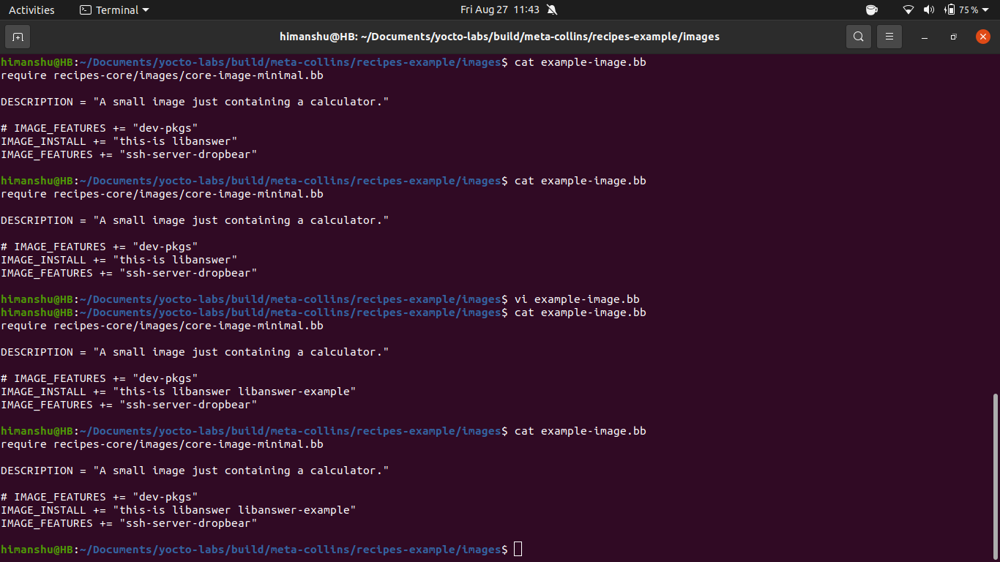 Activities
Terminal
Fri Aug 27 11:43
75%
himanshu@HB: ~/Documents/yocto-labs/build/meta-collins/recipes-example/images
himanshu@HB:~/Documents/yocto-labs/build/meta-collins/recipes-example/images$ cat example-image.bb
require recipes-core/images/core-image-minimal.bb
DESCRIPTION = "A small image just containing a calculator."
# IMAGE_FEATURES += "dev-pkgs"
IMAGE_INSTALL += "this-is libanswer"
IMAGE_FEATURES += "ssh-server-dropbear"
himanshu@HB:~/Documents/yocto-labs/build/meta-collins/recipes-example/images$ cat example-image.bb
require recipes-core/images/core-image-minimal.bb
DESCRIPTION = "A small image just containing a calculator."
# IMAGE_FEATURES += "dev-pkgs"
IMAGE_INSTALL += "this-is libanswer"
IMAGE_FEATURES += "ssh-server-dropbear"
himanshu@HB:~/Documents/yocto-labs/build/meta-collins/recipes-example/images$ vi example-image.bb
himanshu@HB:~/Documents/yocto-labs/build/meta-collins/recipes-example/images$ cat example-image.bb
require recipes-core/images/core-image-minimal.bb
DESCRIPTION = "A small image just containing a calculator."
# IMAGE_FEATURES += "dev-pkgs"
IMAGE_INSTALL += "this-is libanswer libanswer-example"
IMAGE_FEATURES += "ssh-server-dropbear"
himanshu@HB:~/Documents/yocto-labs/build/meta-collins/recipes-example/images$ cat example-image.bb
require recipes-core/images/core-image-minimal.bb
DESCRIPTION = "A small image just containing a calculator."
# IMAGE_FEATURES += "dev-pkgs"
IMAGE_INSTALL += "this-is libanswer libanswer-example"
IMAGE_FEATURES += "ssh-server-dropbear"
himanshu@HB:~/Documents/yocto-labs/build/meta-collins/recipes-example/images$